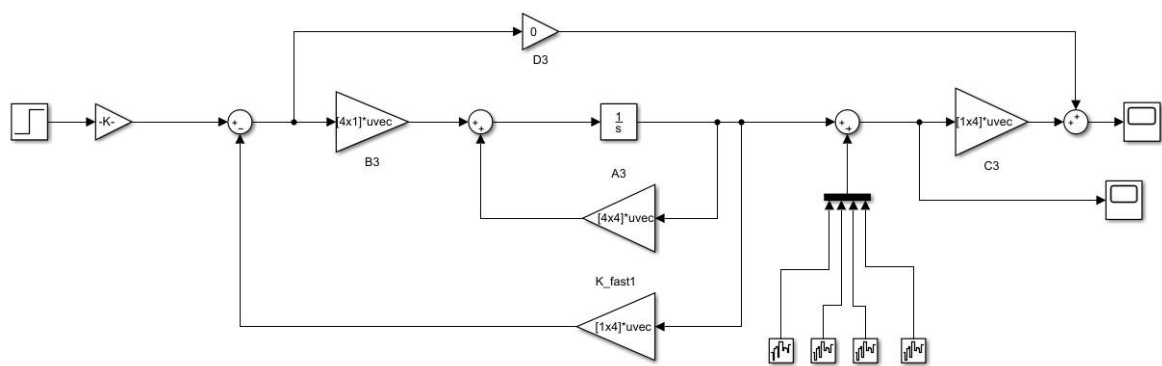 0
D3
-K-
[4x1]*uvec
B3
1
s
[1x4]*uvec
C3
A3
[4x4]*uvec
K_fast1
[1x4]*uvec